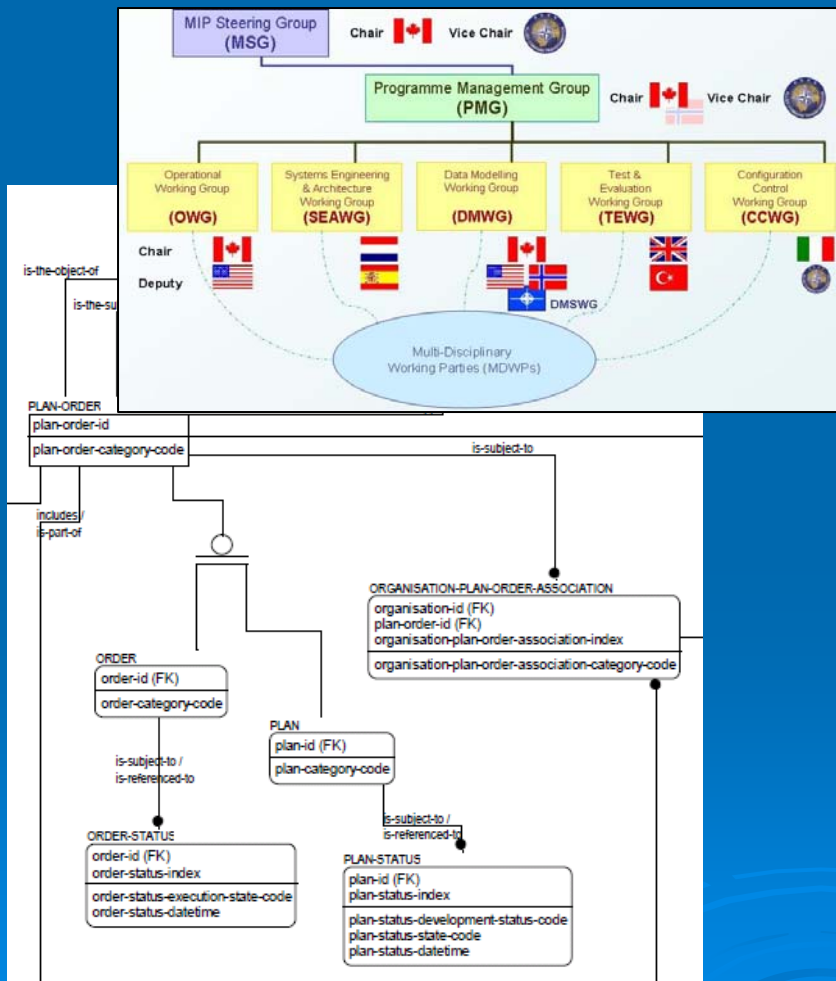 MIP Steering Group
(MSG)
Chair
Vice Chair
Programme Management Group
(PMG)
Chair
Vice Chair
Operational
Working Group
(OWG)
Systems Engineering
& Architecture
Working Group
(SEAWG)
Data Modelling
Working Group
(DMWG)
Test &
Evaluation
Working Group
(TEWG)
Configuration
Control
Working Group
(CCWG)
Chair
Deputy
DMSWG
Multi-Disciplinary
Working Parties (MDWPs)
is-the-object-of
is-the-su
PLAN-ORDER
plan-order-id
plan-order-category-code
is-subject-to
includes /
is-part-of
ORGANISATION-PLAN-ORDER-ASSOCIATION
organisation-id (FK)
plan-order-id (FK)
organisation-plan-order-association-index
organisation-plan-order-association-category-code
ORDER
order-id (FK)
order-category-code
PLAN
plan-id (FK)
plan-category-code
is-subject-to /
is-referenced-to
is-subject-to /
is-referenced-to
ORDER-STATUS
order-id (FK)
order-status-index
order-status-execution-state-code
order-status-datetime
PLAN-STATUS
plan-id (FK)
plan-status-index
plan-status-development-status-code
plan-status-state-code
plan-status-datetime